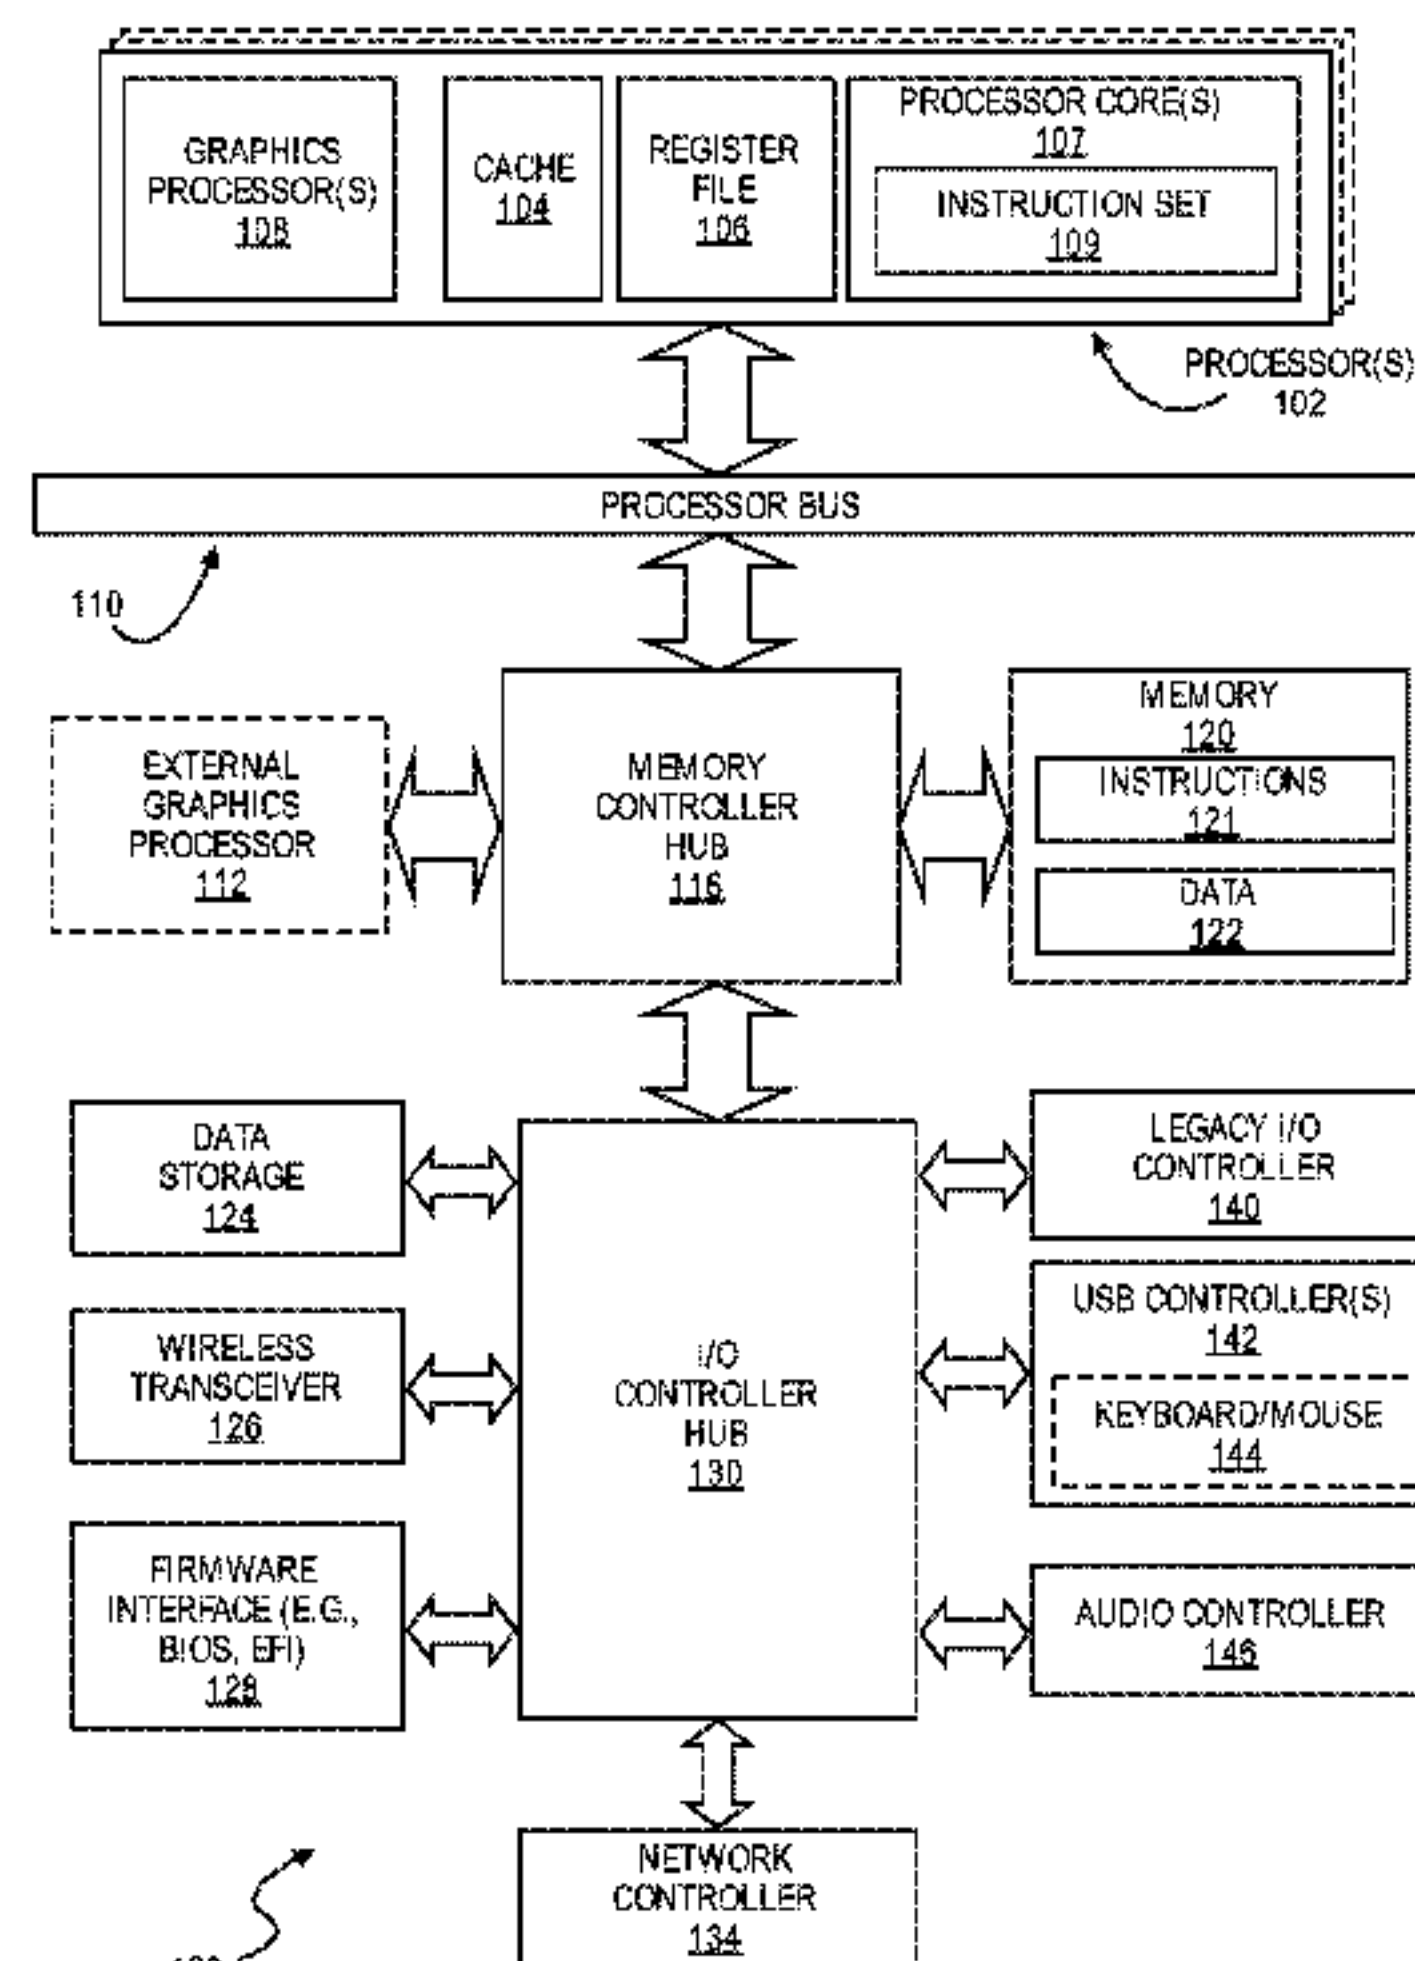 GRAPHICS
PROCESSOR(S)
108
CACHE
104
REGISTER
FILE
106
PROCESSOR CORE(S)
107
INSTRUCTION SET
109
PROCESSOR(S)
102
PROCESSOR BUS
110
EXTERNAL
GRAPHICS
PROCESSOR
112
MEMORY
CONTROLLER
HUB
116
MEMORY
120
INSTRUCTIONS
121
DATA
122
DATA
STORAGE
124
WIRELESS
TRANSCEIVER
126
FIRMWARE
INTERFACE (E.G.,
BIOS, EFI)
128
I/O
CONTROLLER
HUB
130
LEGACY I/O
CONTROLLER
140
USB CONTROLLER(S)
142
KEYBOARD/MOUSE
144
AUDIO CONTROLLER
146
NETWORK
CONTROLLER
134